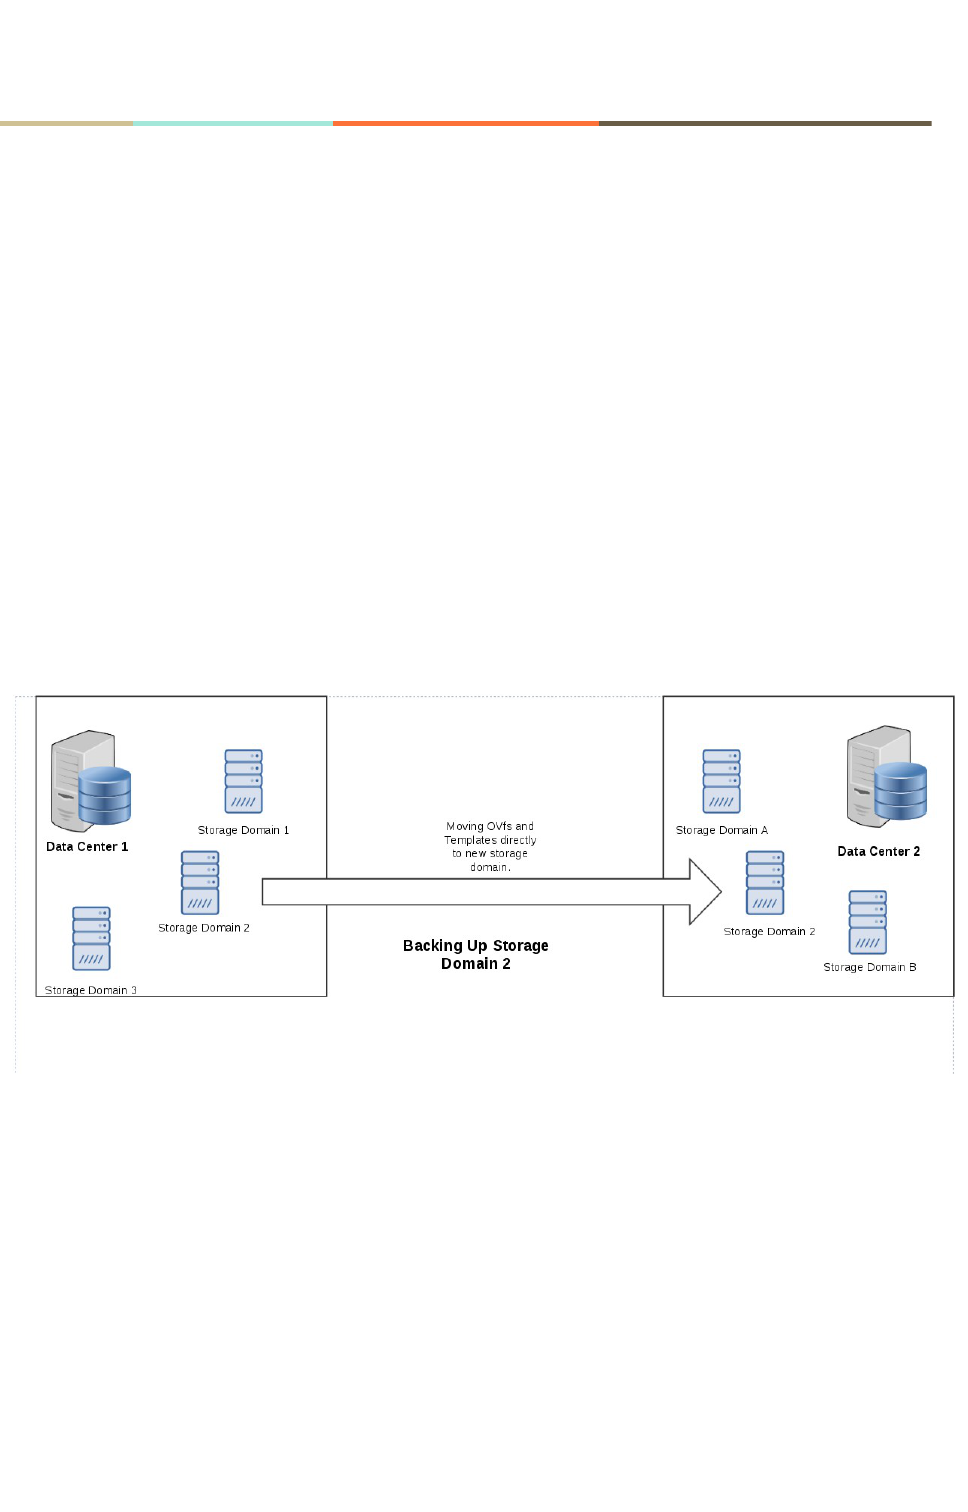 Storage Domain 1
Data Center 1
Storage Domain 2
Storage Domain 3
Moving OVfs and
Templates directly
to new storage
domain.
Backing Up Storage
Domain 2
Storage Domain A
Data Center 2
Storage Domain 2
Storage Domain B